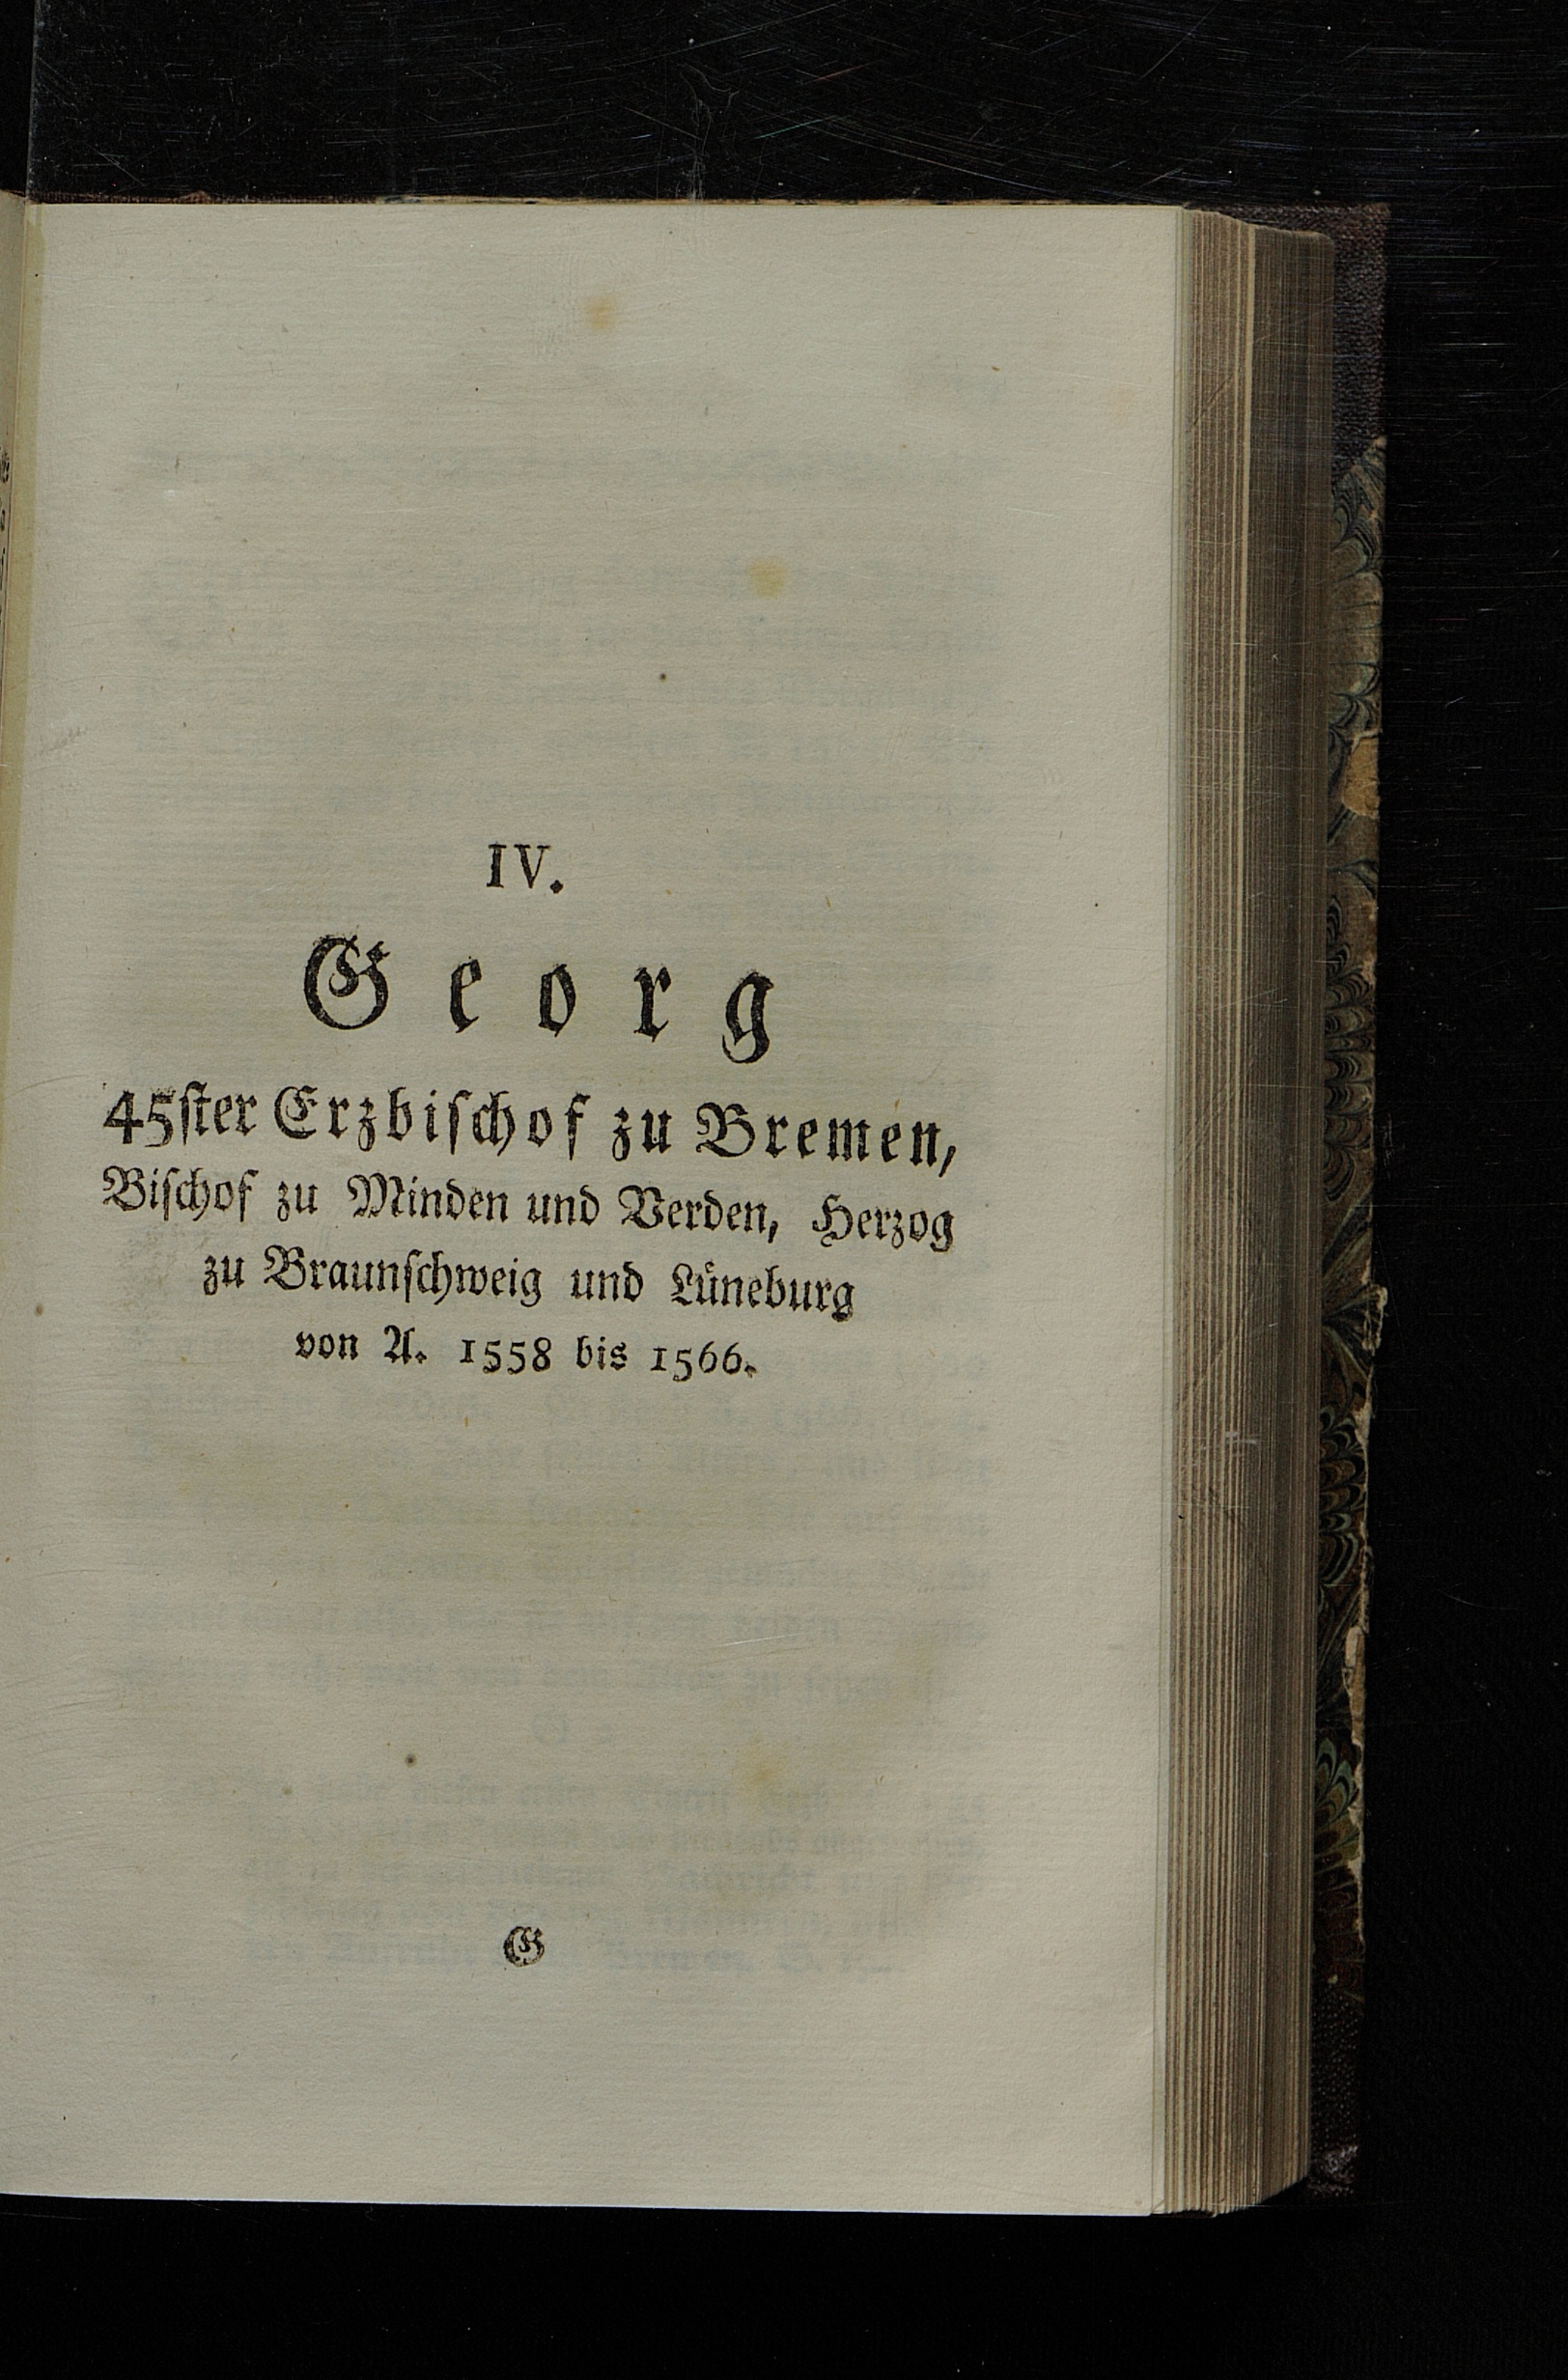 IV.
Georg
45ſter Erzbiſchof zu Bremen,
Biſchof zu Minden und Verden, Herzog
zu Braunſchweig und Lüneburg
von A. 1558 bis 1566.
G